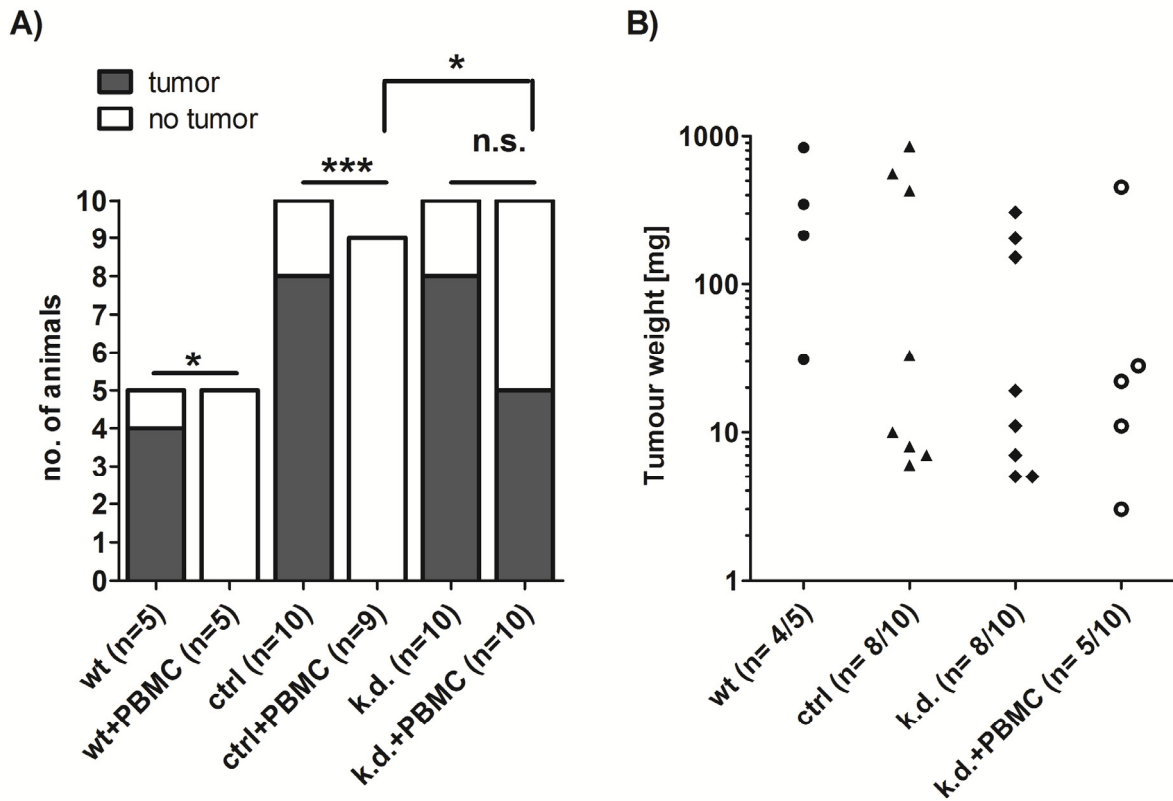 A)
tumor
no tumor
*
n.s.
***
*
no. of animals
10
9
8
7
6
5
4
3
2
1
0
wt (n=5)
wt+PBMC (n=5)
ctrl (n=10)
ctrl+PBMC (n=9)
k.d. (n=10)
k.d.+PBMC (n=10)
B)
Tumour weight [mg]
1000
100
10
1
wt (n= 4/5)
ctrl (n= 8/10)
k.d. (n= 8/10)
k.d.+PBMC (n= 5/10)